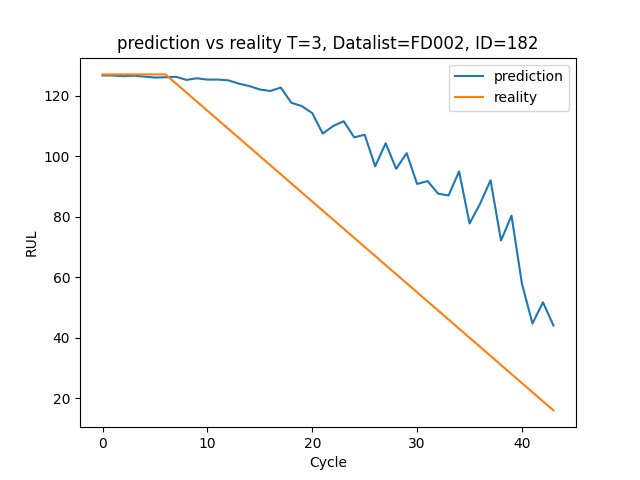 prediction vs reality T=3, Datalist=FD002, ID=182
prediction
reality
120
100
80
60
40
20
RUL
0 10 20 30 40
Cycle